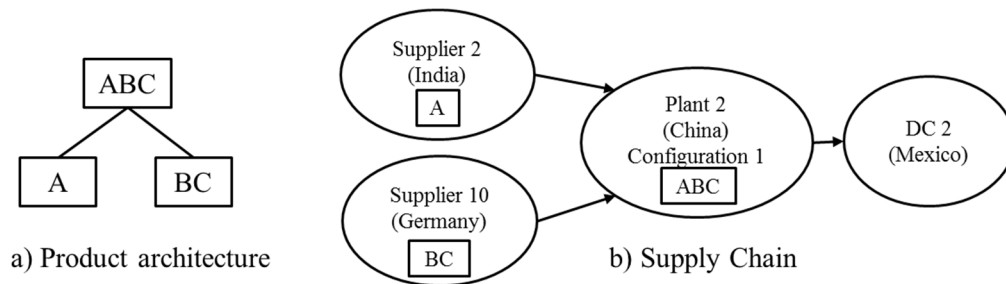 ABC
A
BC
a) Product architecture
Supplier 2
(India)
A
Supplier 10
(Germany)
BC
Plant 2
(China)
Configuration 1
ABC
DC 2
(Mexico)
b) Supply Chain